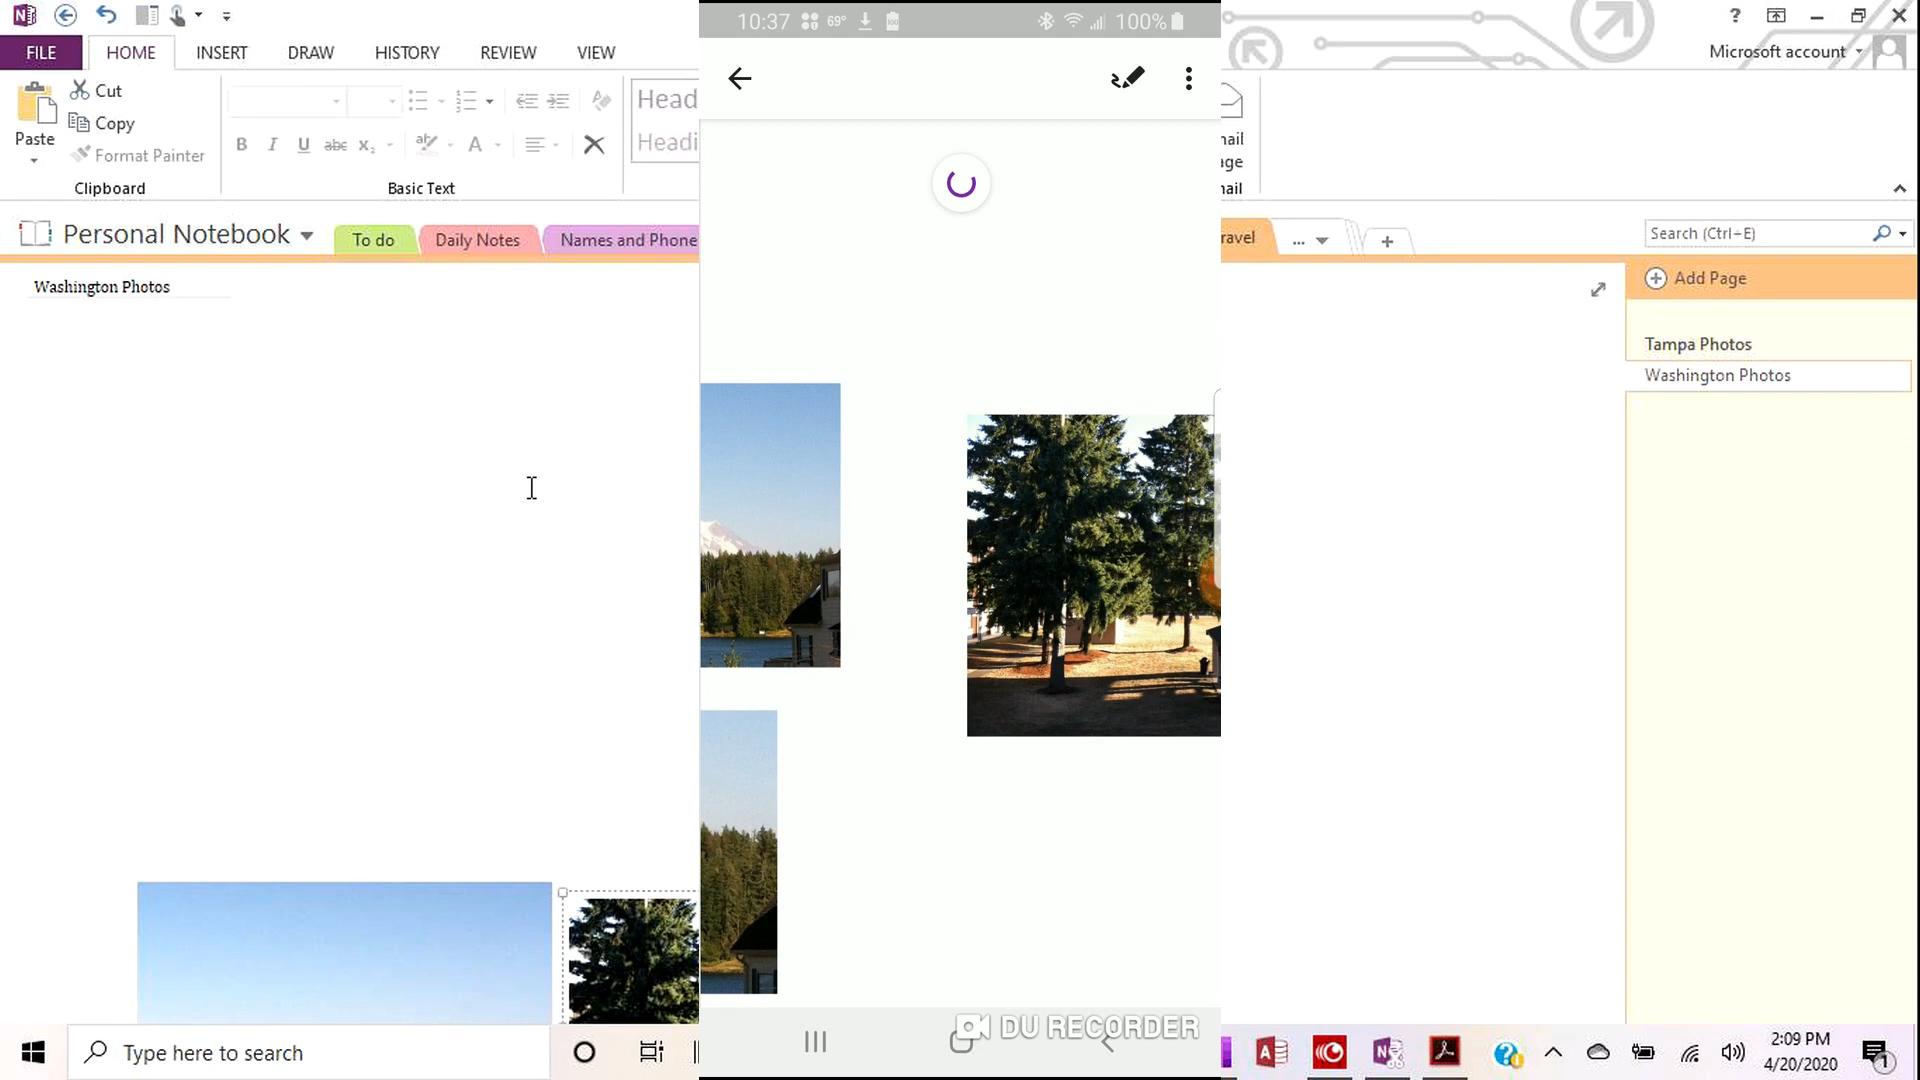 10:37 69° 100%
Microsoft account
FILE HOME INSERT DRAW HISTORY REVIEW VIEW
Cut
Copy
Paste
Format Painter
B I U abc x₂ A
Head
Headi
Clipboard Basic Text
ail
ge
ail
Personal Notebook To do Daily Notes Names and Phone
ravel ... +
Search (Ctrl+E)
Washington Photos
Add Page
Tampa Photos
Washington Photos
DU RECORDER
Type here to search
2:09 PM
4/20/2020
1